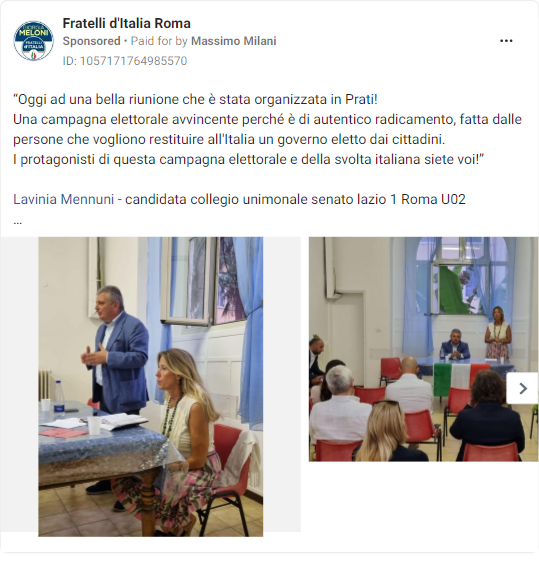 GIORGIA
MELONI
FRATELLI
d'ITALIA
Fratelli d'Italia Roma
Sponsored • Paid for by Massimo Milani
ID: 1057171764985570
“Oggi ad una bella riunione che è stata organizzata in Prati!
Una campagna elettorale avvincente perché è di autentico radicamento, fatta dalle
persone che vogliono restituire all'Italia un governo eletto dai cittadini.
I protagonisti di questa campagna elettorale e della svolta italiana siete voi!”
Lavinia Mennuni - candidata collegio unimonale senato lazio 1 Roma U02
...